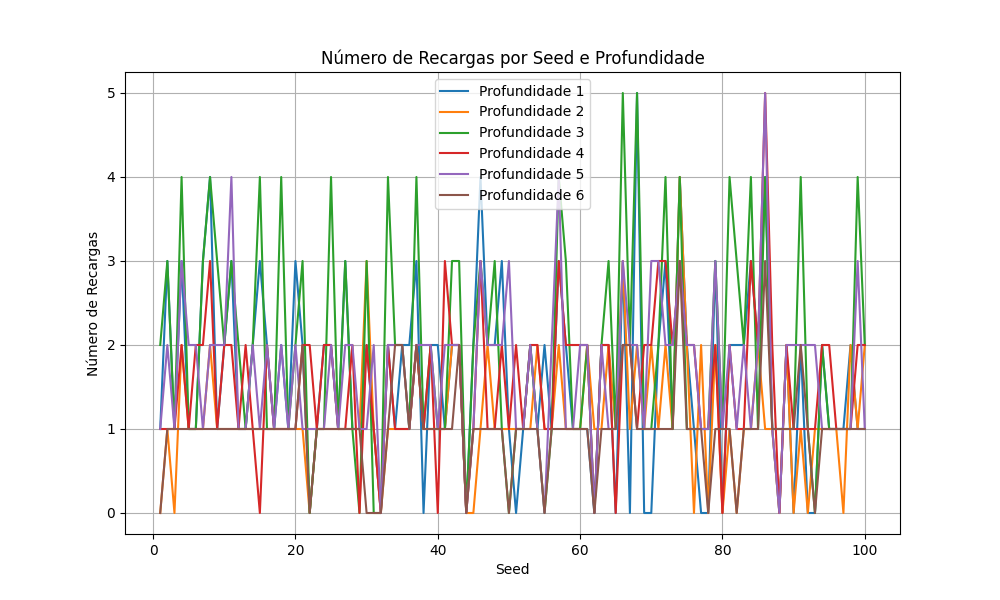 Número de Recargas por Seed e Profundidade
Profundidade 1
Profundidade 2
Profundidade 3
Profundidade 4
Profundidade 5
Profundidade 6
Número de Recargas
5
4
3
2
1
0
0 20 40 60 80 100
Seed